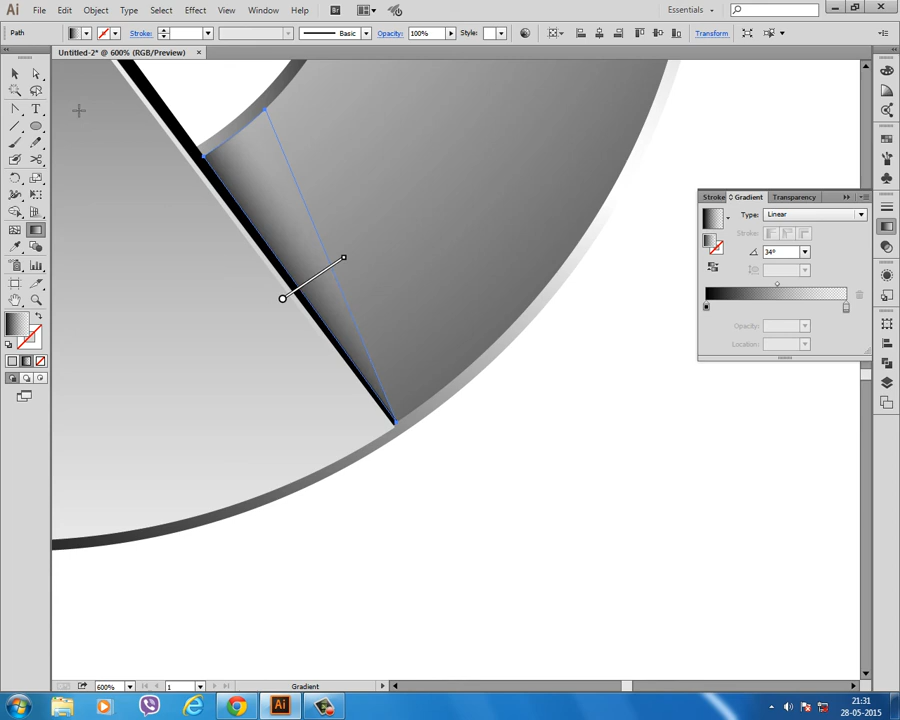 Ai File Edit Object Type Select Effect View Window Help Br Essentials
Path Stroke: Basic Opacity: 100% Style: Transform
Untitled-2* @ 600% (RGB/Preview) ×
T
Stroke Gradient Transparency
Type: Linear
Stroke:
34°
Opacity:
Location:
600% 1 Gradient
Ai 21:31
28-05-2015